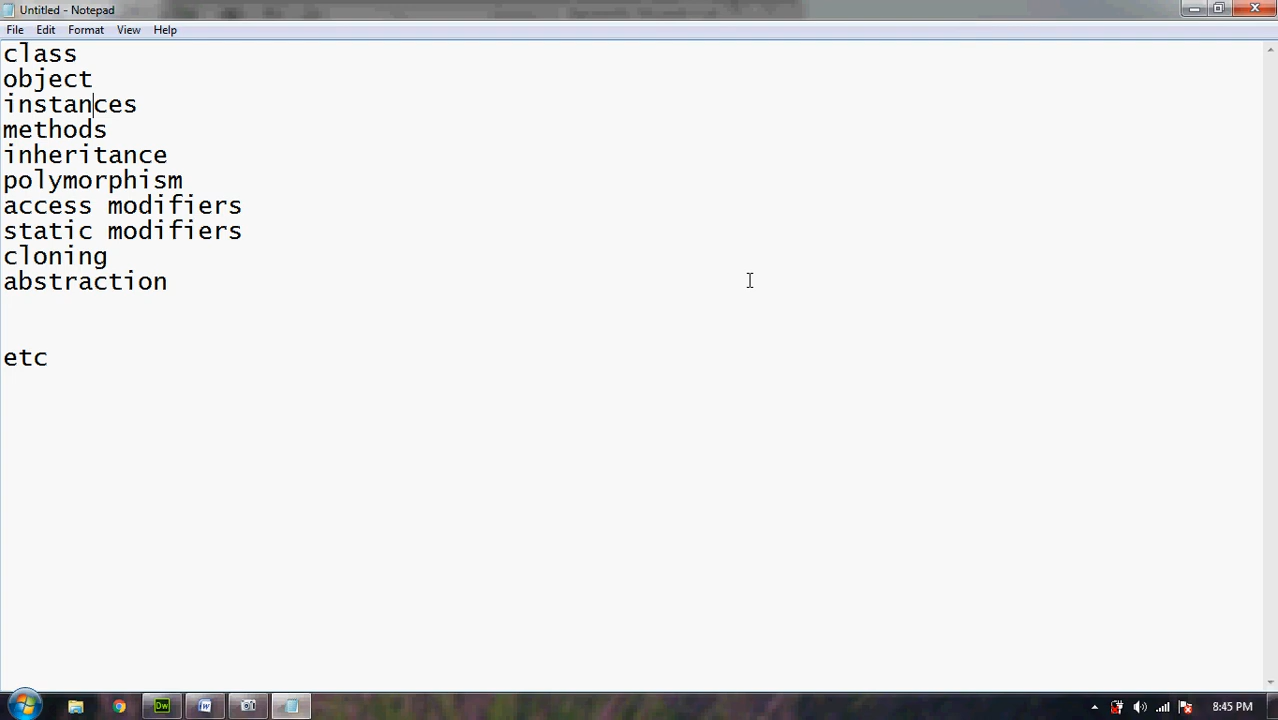 Untitled - Notepad
File Edit Format View Help
class
object
instances
methods
inheritance
polymorphism
access modifiers
static modifiers
cloning
abstraction
etc
Dw
W
8:45 PM